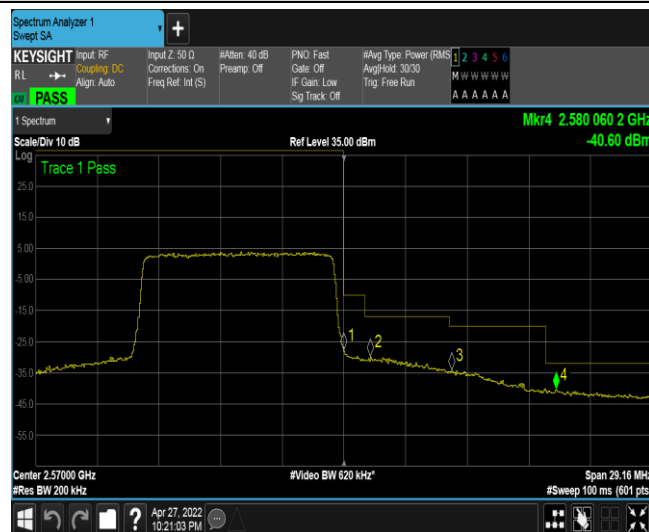 Spectrum Analyzer 1
Swept SA
+
KEYSIGHT Input: RF Input Z: 50 Ω #Atten: 40 dB PNO: Fast #Avg Type: Power (RMS 1 2 3 4 5 6
RL Coupling: DC Corrections: On Preamp: Off Gate: Off Avg|Hold: 30/30 M W W W W W
Align: Auto Freq Ref: Int (S) IF Gain: Low Trig: Free Run
PASS Sig Track: Off A A A A A A
1 Spectrum Mkr4 2.580 060 2 GHz
Scale/Div 10 dB Ref Level 35.00 dBm -40.60 dBm
Log
Trace 1 Pass
25.0
15.0
5.00
-5.00
-15.0
-25.0 1 2
3
-35.0 4
-45.0
-55.0
Center 2.57000 GHz #Video BW 620 kHz* Span 29.16 MHz
#Res BW 200 kHz #Sweep 100 ms (601 pts
? Apr 27, 2022
10:21:03 PM